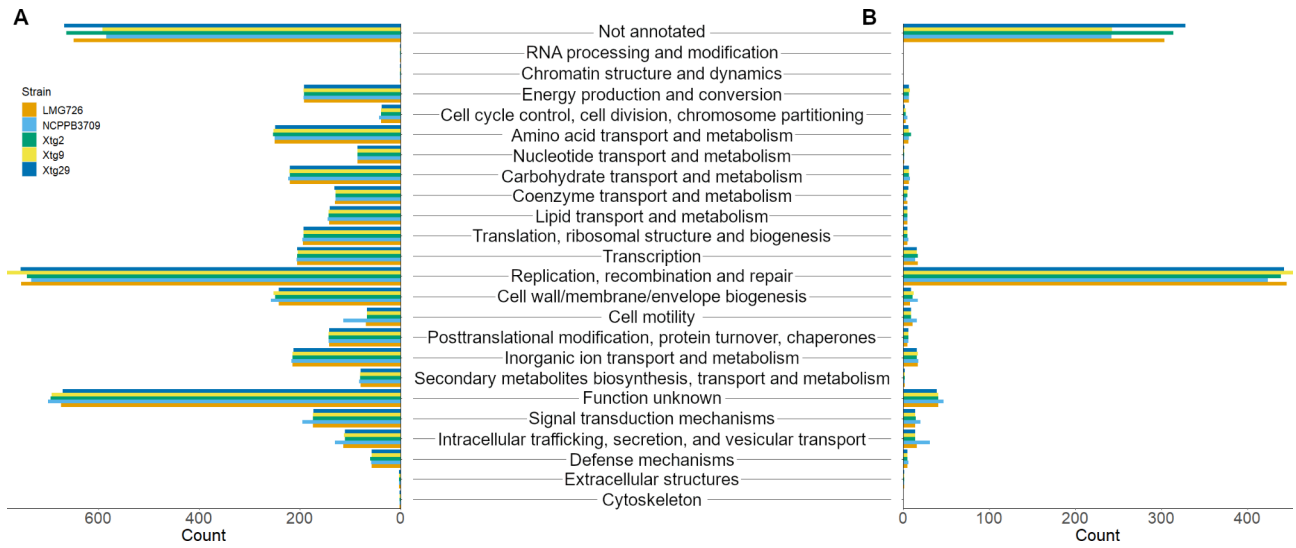 A
B
Not annotated
RNA processing and modification
Chromatin structure and dynamics
Energy production and conversion
Cell cycle control, cell division, chromosome partitioning
Amino acid transport and metabolism
Nucleotide transport and metabolism
Carbohydrate transport and metabolism
Coenzyme transport and metabolism
Lipid transport and metabolism
Translation, ribosomal structure and biogenesis
Transcription
Replication, recombination and repair
Cell wall/membrane/envelope biogenesis
Cell motility
Posttranslational modification, protein turnover, chaperones
Inorganic ion transport and metabolism
Secondary metabolites biosynthesis, transport and metabolism
Function unknown
Signal transduction mechanisms
Intracellular trafficking, secretion, and vesicular transport
Defense mechanisms
Extracellular structures
Cytoskeleton
Strain
LMG726
NCPPB3709
Xtg2
Xtg9
Xtg29
600 400 200 0
Count
0 100 200 300 400
Count